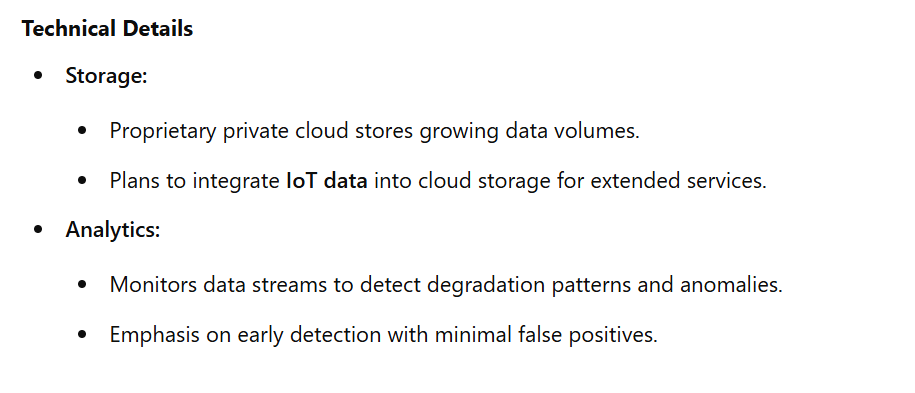 Technical Details
Storage:
Proprietary private cloud stores growing data volumes.
Plans to integrate IoT data into cloud storage for extended services.
Analytics:
Monitors data streams to detect degradation patterns and anomalies.
Emphasis on early detection with minimal false positives.